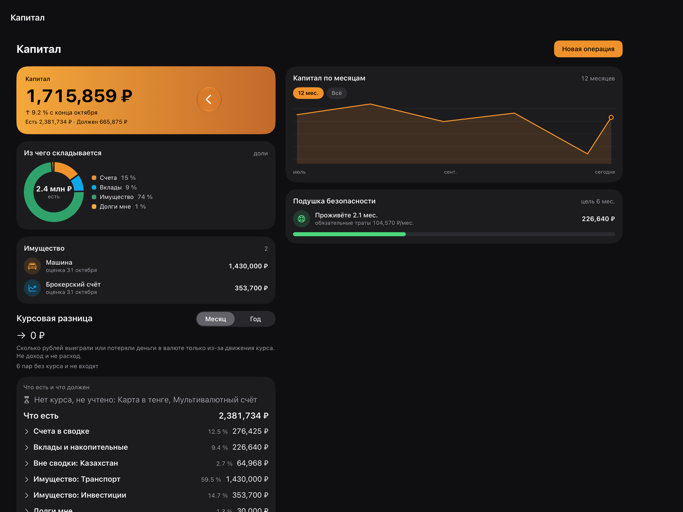 Капитал
Капитал
Новая операция
Капитал
1,715,859 ₽
↑ 9.2 % с конца октября
Есть 2,381,734 ₽ · Должен 665,875 ₽
Из чего складывается
доли
2.4 млн ₽
есть
Счета 15 %
Вклады 9 %
Имущество 74 %
Долги мне 1 %
Имущество
2
Машина
оценка 31 октября
1,430,000 ₽
Брокерский счёт
оценка 31 октября
353,700 ₽
Курсовая разница
Месяц
Год
→ 0 ₽
Сколько рублей выиграли или потеряли деньги в валюте только из-за движения курса.
Не доход и не расход.
6 пар без курса и не входят
Что есть и что должен
Нет курса, не учтено: Карта в тенге, Мультивалютный счёт
Что есть
2,381,734 ₽
Счета в сводке
12.5 % 276,425 ₽
Вклады и накопительные
9.4 % 226,640 ₽
Вне сводки: Казахстан
2.7 % 64,968 ₽
Имущество: Транспорт
59.5 % 1,430,000 ₽
Имущество: Инвестиции
14.7 % 353,700 ₽
Долги мне
30,000 ₽
Капитал по месяцам
12 месяцев
12 мес.
Всё
июль
сент.
сегодня
Подушка безопасности
цель 6 мес.
Проживёте 2.1 мес.
обязательные траты 104,570 ₽/мес.
226,640 ₽